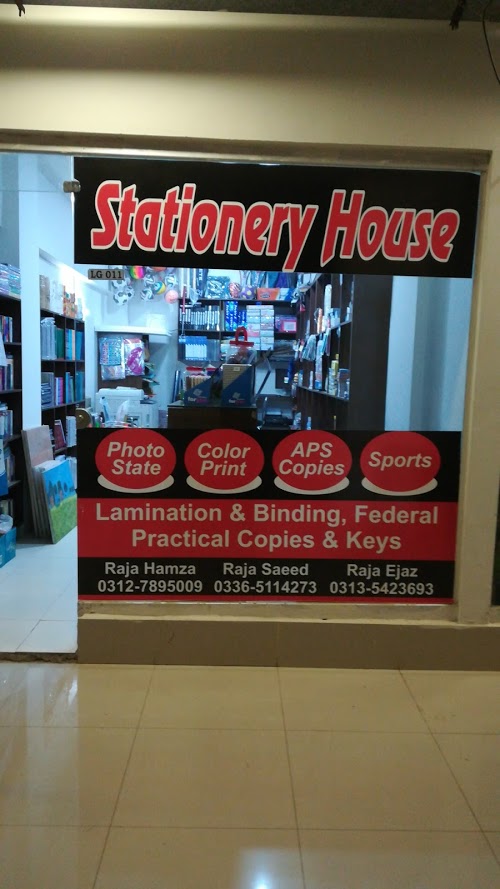 Stationery House
LG 011
Photo State
Color Print
APS Copies
Sports
Lamination & Binding, Federal
Practical Copies & Keys
Raja Hamza Raja Saeed Raja Ejaz
0312-7895009 0336-5114273 0313-5423693